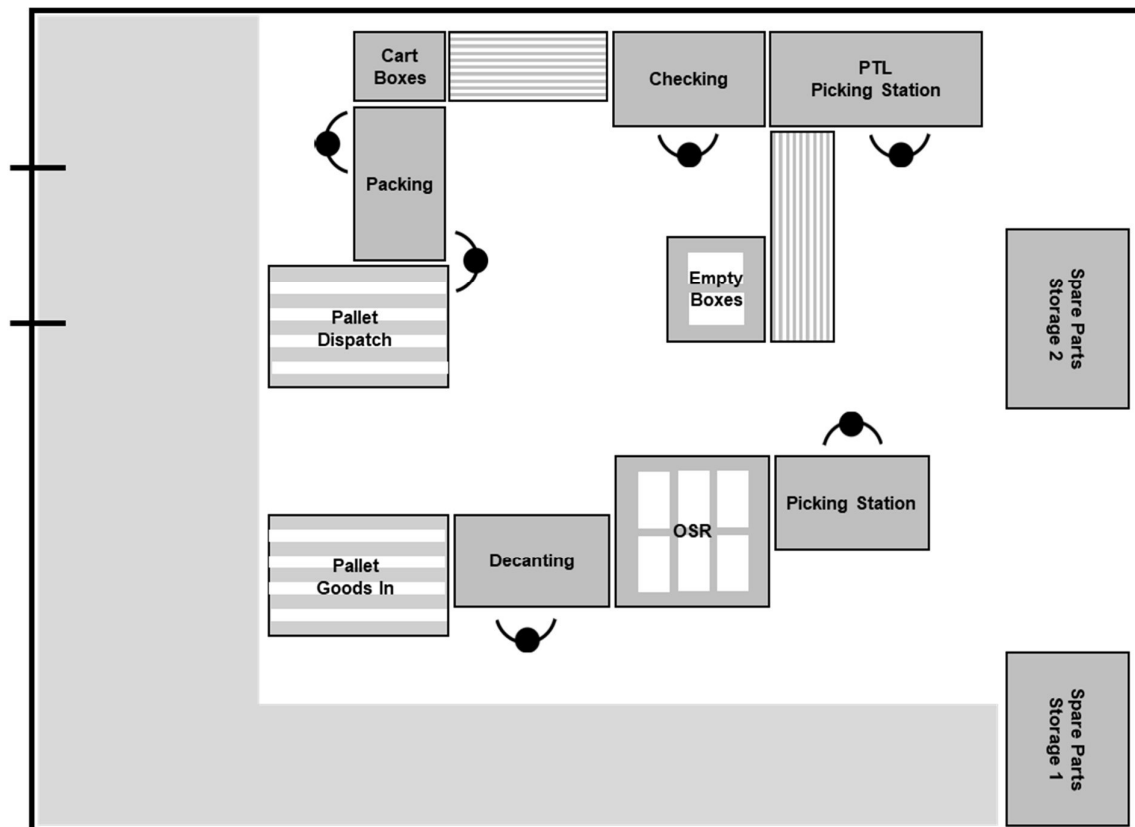 Cart
Boxes
Checking
PTL
Picking Station
Packing
Pallet
Dispatch
Empty
Boxes
Spare Parts
Storage 2
Picking Station
OSR
Decanting
Pallet
Goods In
Spare Parts
Storage 1